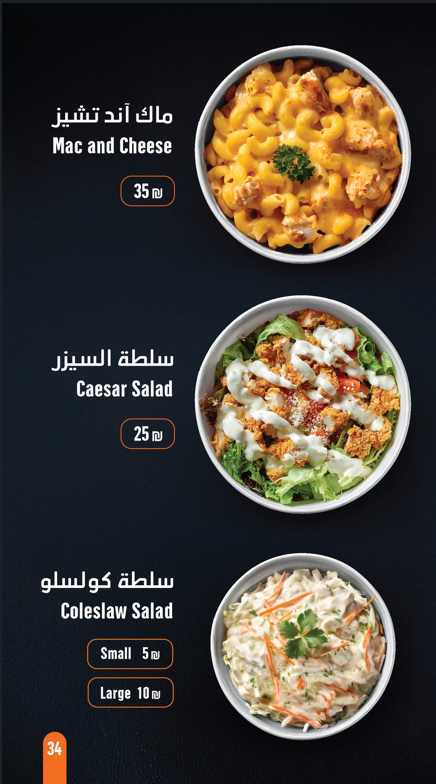 ماك آند تشيز
Mac and Cheese
35 ₪
سلطة السيزر
Caesar Salad
25 ₪
سلطة كولسلو
Coleslaw Salad
Small 5 ₪
Large 10 ₪
34